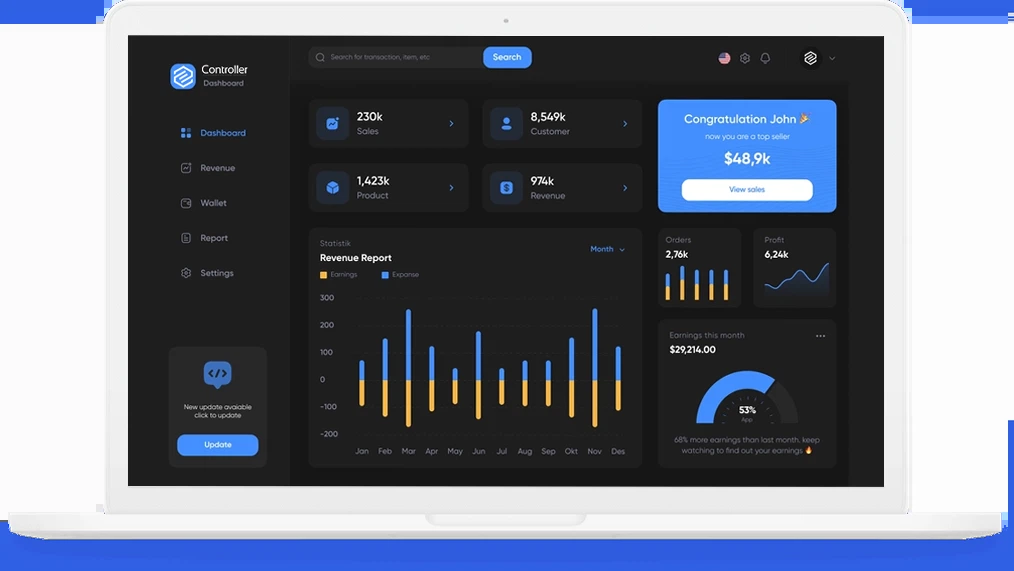 Controller
Dashboard
Dashboard
Revenue
Wallet
Report
Settings
New update avaiable
click to update
Update
Search for transaction, item, etc
Search
230k
Sales
8,549k
Customer
1,423k
Product
974k
Revenue
Congratulation John
now you are a top seller
$48,9k
View sales
Statistik
Revenue Report
Month
Earnings
Expanse
300
200
100
0
-100
-200
Jan Feb Mar Apr May Jun Jul Aug Sep Okt Nov Des
Orders
2,76k
Profit
6,24k
Earnings this month
$29,214.00
53%
App
68% more earnings than last month. keep
watching to find out your earnings